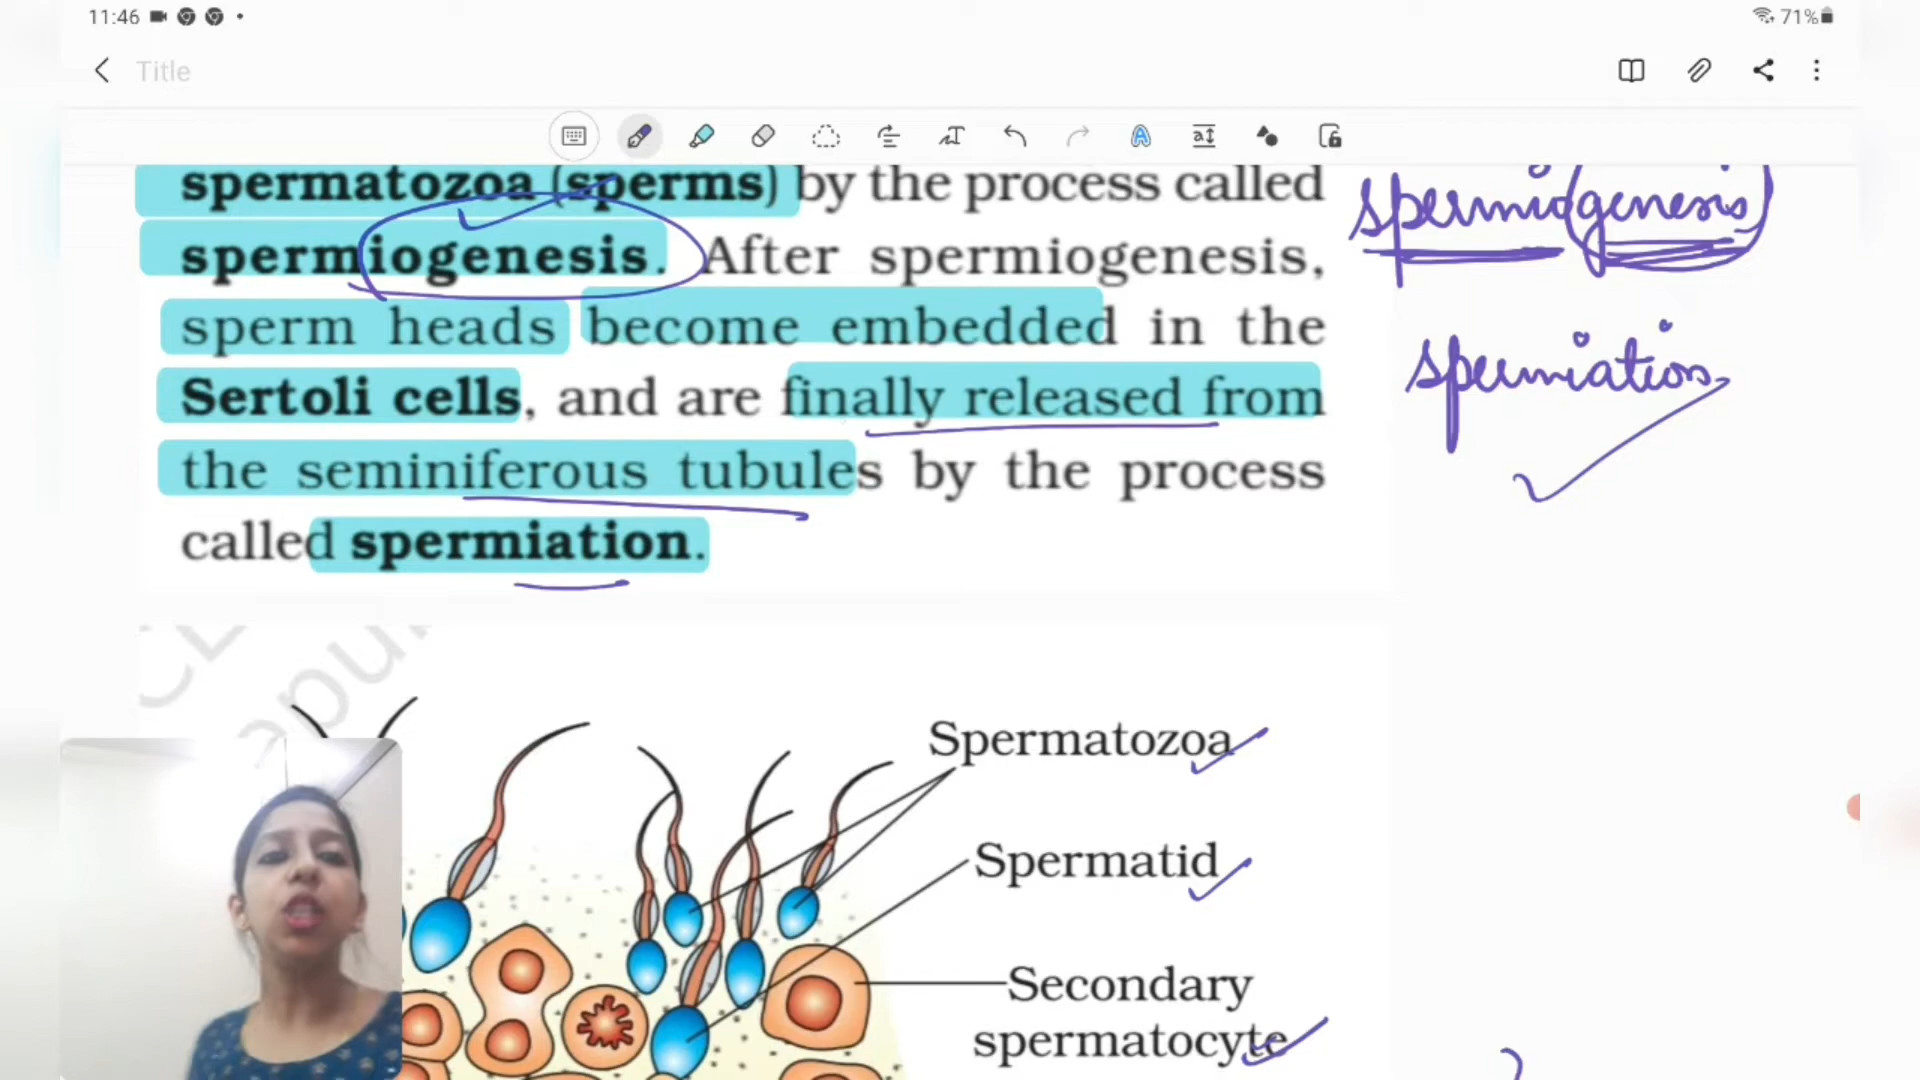 11:46
71%
Title
spermatozoa (sperms) by the process called
spermiogenesis. After spermiogenesis,
sperm heads become embedded in the
Sertoli cells, and are finally released from
the seminiferous tubules by the process
called spermiation.
spermiogenesis
spermiation
Spermatozoa
Spermatid
Secondary
spermatocyte